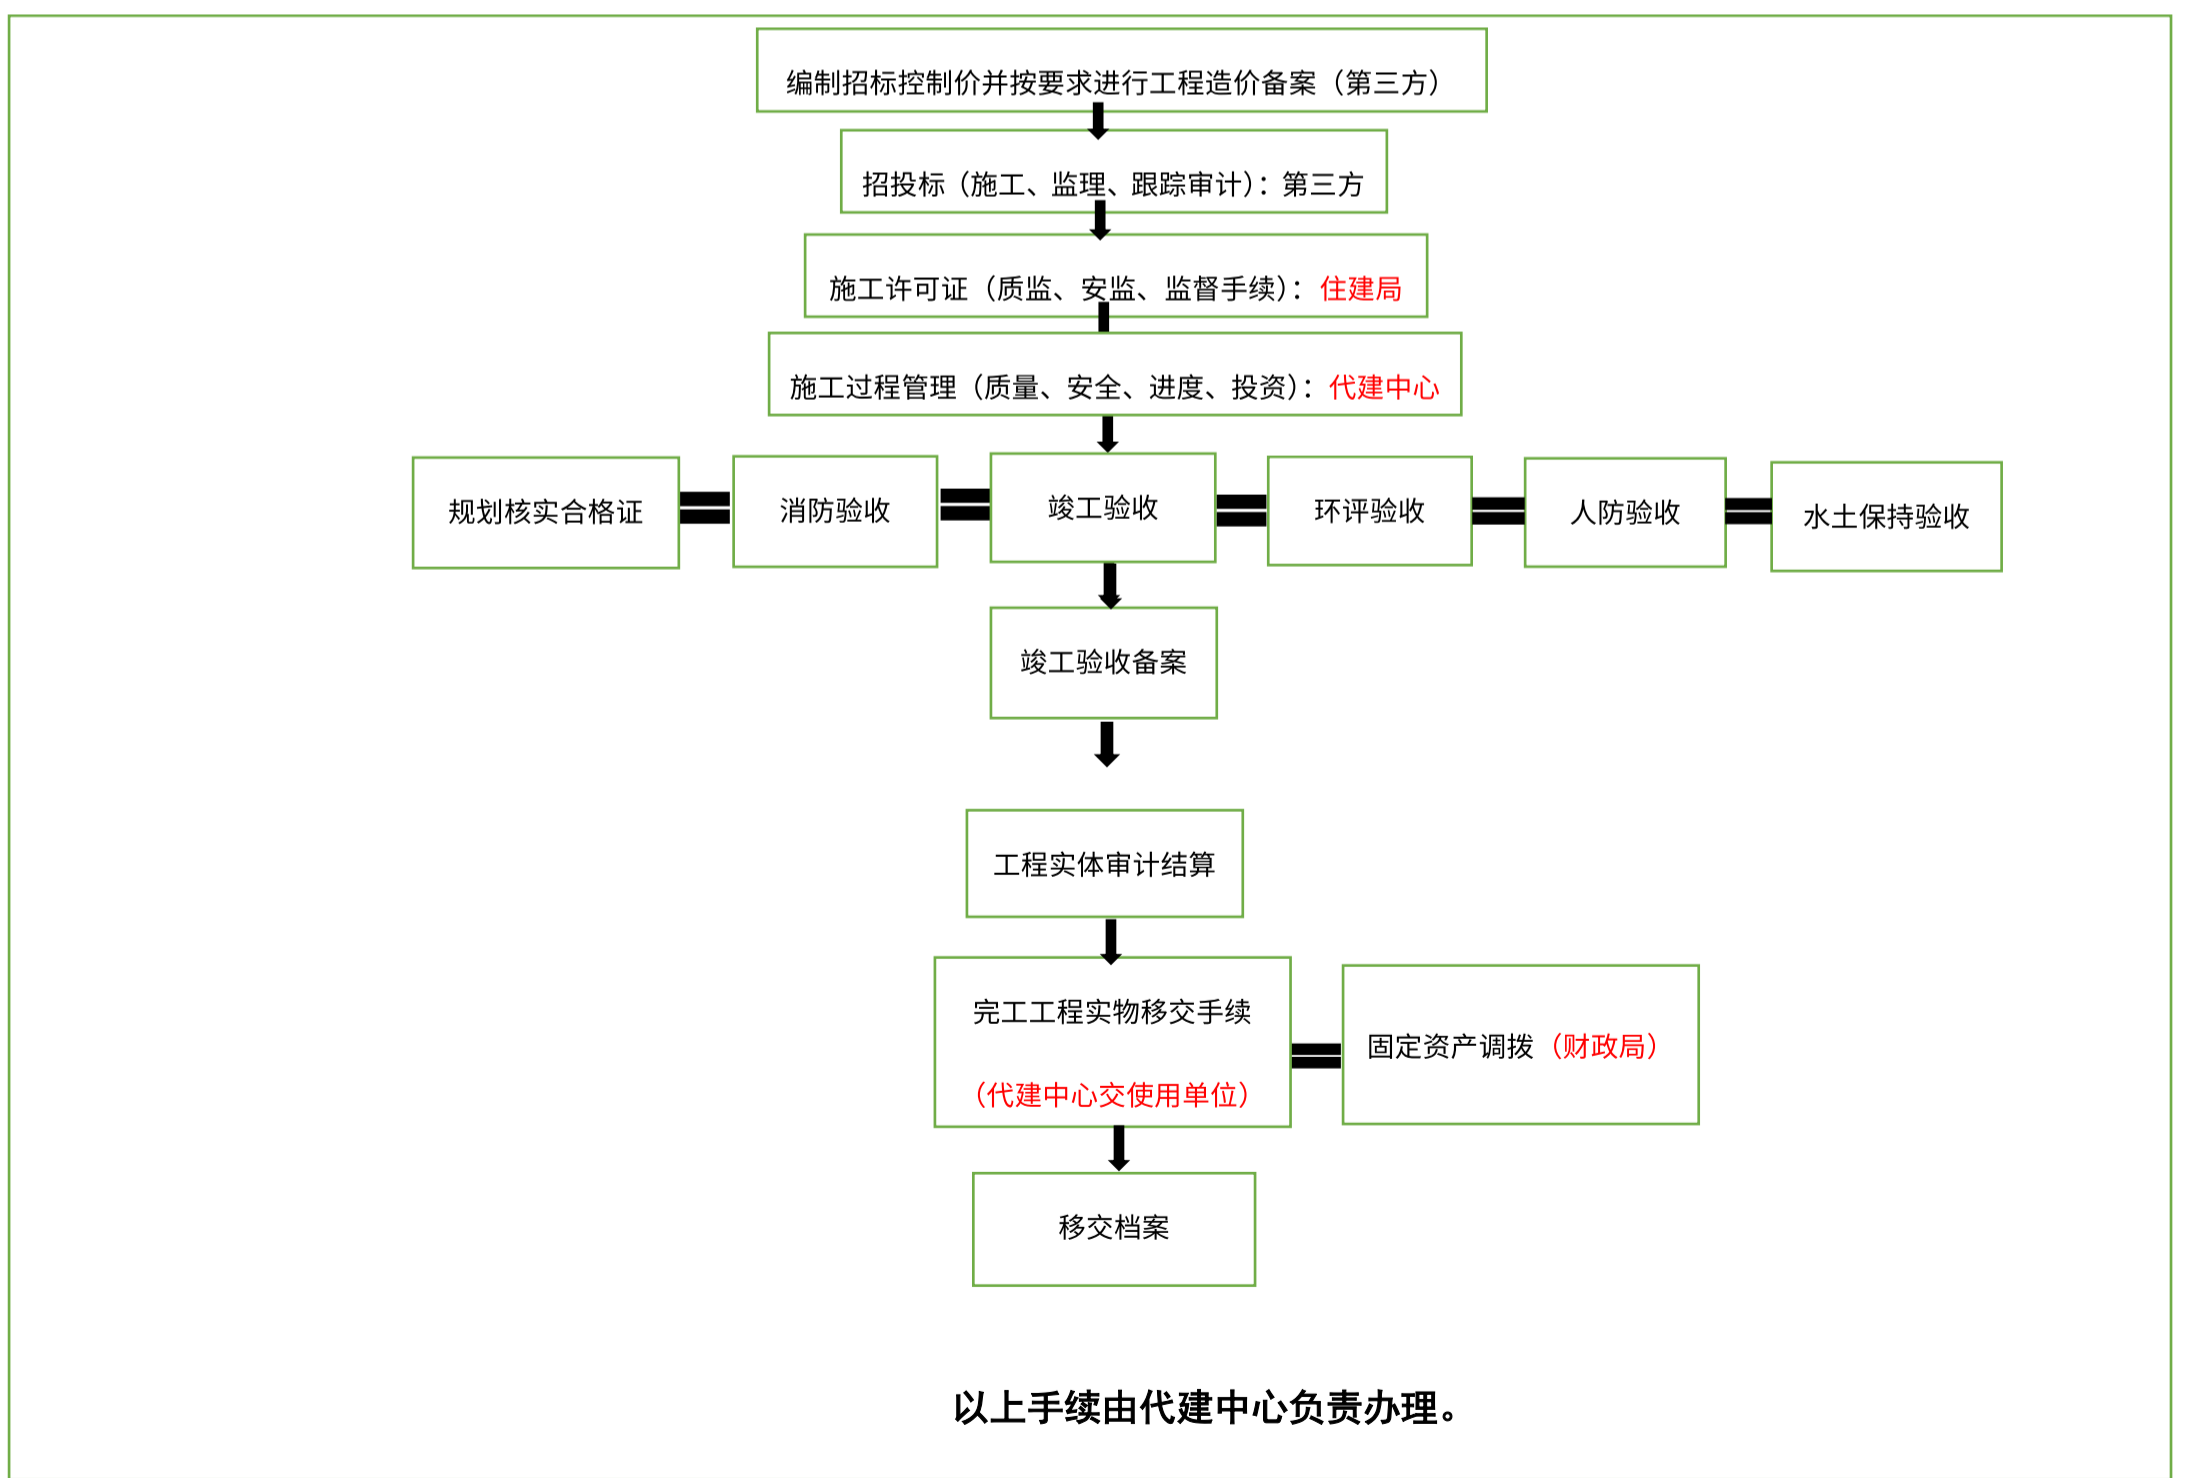 编制招标控制价并按要求进行工程造价备案（第三方）
招投标（施工、监理、跟踪审计）：第三方
施工许可证（质监、安监、监督手续）：住建局
施工过程管理（质量、安全、进度、投资）：代建中心
规划核实合格证
消防验收
竣工验收
环评验收
人防验收
水土保持验收
竣工验收备案
工程实体审计结算
完工工程实物移交手续
（代建中心交使用单位）
固定资产调拨（财政局）
移交档案
以上手续由代建中心负责办理。